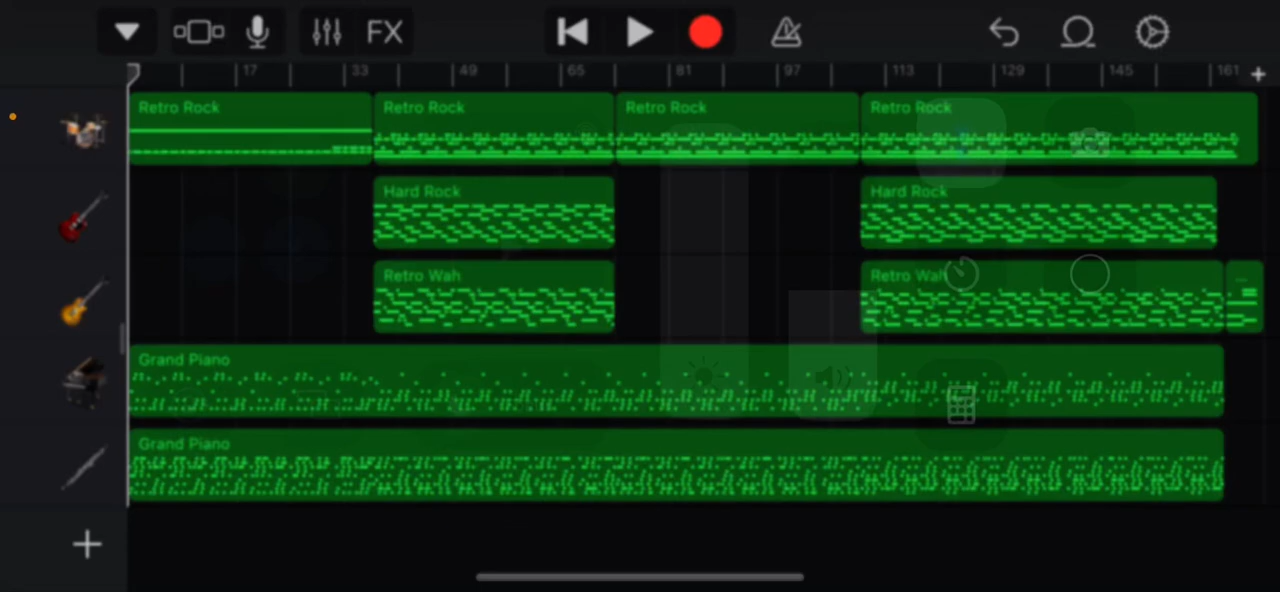 FX
17 33 49 65 81 97 113 129 145 161
Retro Rock Retro Rock Retro Rock Retro Rock
Hard Rock Hard Rock
Retro Wah Retro Wah
Grand Piano
Grand Piano